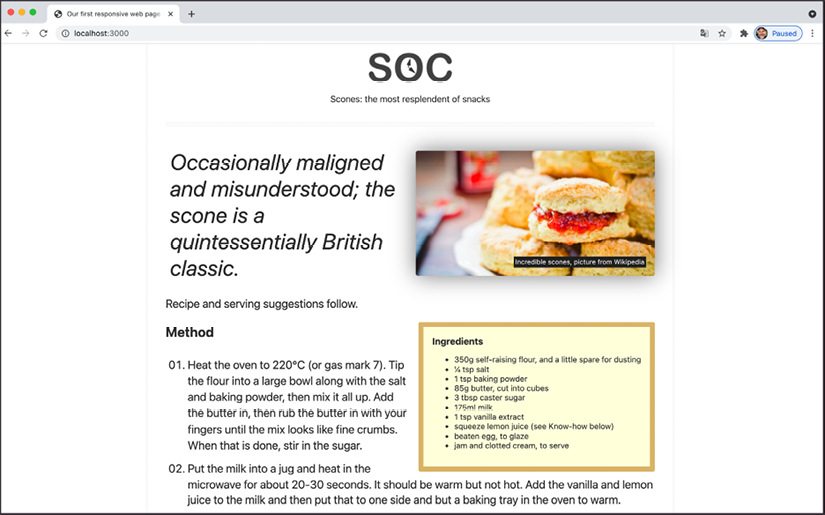 Our first responsive web page
localhost:3000
Paused
SOC
Scones: the most resplendent of snacks
Occasionally maligned
and misunderstood; the
scone is a
quintessentially British
classic.
Incredible scones, picture from Wikipedia
Recipe and serving suggestions follow.
Method
01. Heat the oven to 220°C (or gas mark 7). Tip
the flour into a large bowl along with the salt
and baking powder, then mix it all up. Add
the butter in, then rub the butter in with your
fingers until the mix looks like fine crumbs.
When that is done, stir in the sugar.
02. Put the milk into a jug and heat in the
microwave for about 20-30 seconds. It should be warm but not hot. Add the vanilla and lemon
juice to the milk and then put that to one side and but a baking tray in the oven to warm.
Ingredients
350g self-raising flour, and a little spare for dusting
¼ tsp salt
1 tsp baking powder
85g butter, cut into cubes
3 tbsp caster sugar
175ml milk
1 tsp vanilla extract
squeeze lemon juice (see Know-how below)
beaten egg, to glaze
jam and clotted cream, to serve